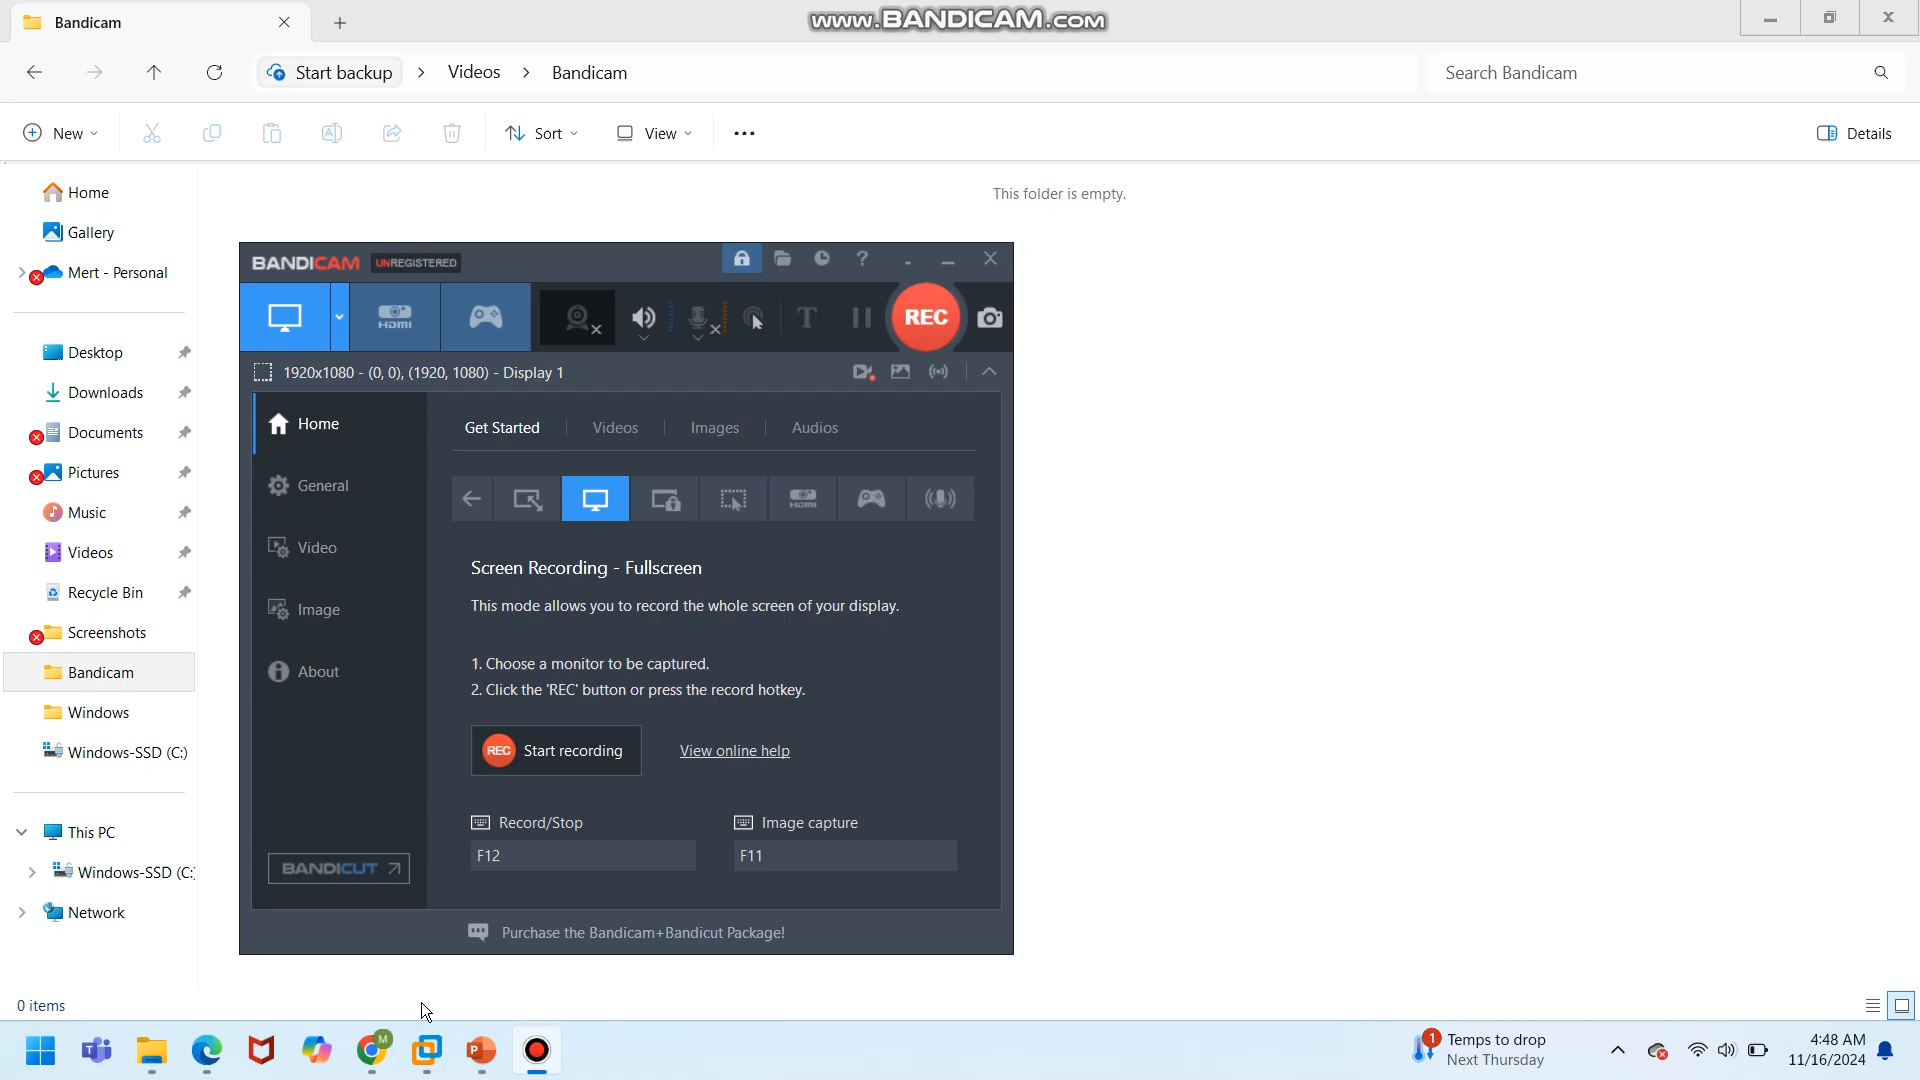 Bandicam
www.BANDICAM.com
Start backup
Videos
Bandicam
Search Bandicam
New
Sort
View
Details
Home
Gallery
Mert - Personal
Desktop
Downloads
Documents
Pictures
Music
Videos
Recycle Bin
Screenshots
Bandicam
Windows
Windows-SSD (C:)
This PC
Windows-SSD (C:
Network
0 items
This folder is empty.
BANDICAM UNREGISTERED
HDMI
T
REC
1920x1080 - (0, 0), (1920, 1080) - Display 1
Home
General
Video
Image
About
BANDICUT
Get Started
Videos
Images
Audios
HDMI
Screen Recording - Fullscreen
This mode allows you to record the whole screen of your display.
1. Choose a monitor to be captured.
2. Click the 'REC' button or press the record hotkey.
REC Start recording
View online help
Record/Stop
Image capture
F12
F11
Purchase the Bandicam+Bandicut Package!
M
P
1
Temps to drop
Next Thursday
4:48 AM
11/16/2024